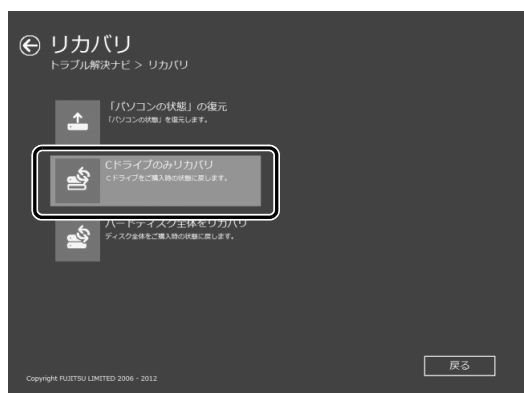 リカバリ
トラブル解決ナビ > リカバリ
「パソコンの状態」の復元
「パソコンの状態」を復元します。
Cドライブのみリカバリ
Cドライブをご購入時の状態に戻します。
ハードディスク全体をリカバリ
ディスク全体をご購入時の状態に戻します。
戻る
Copyright FUJITSU LIMITED 2006 - 2012